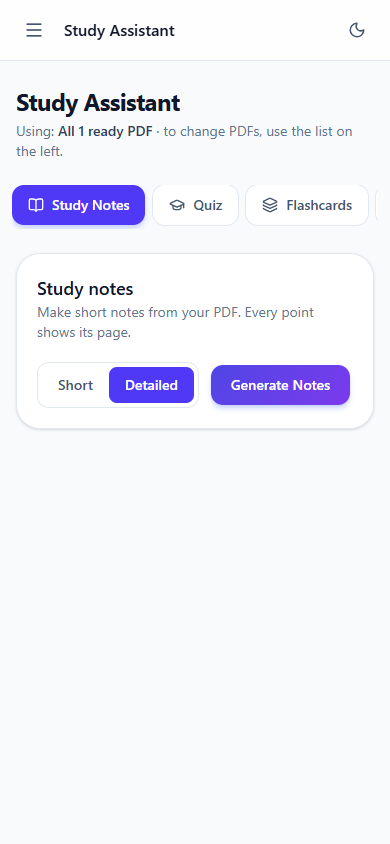 Study Assistant
Study Assistant
Using: All 1 ready PDF · to change PDFs, use the list on
the left.
Study Notes
Quiz
Flashcards
Study notes
Make short notes from your PDF. Every point
shows its page.
Short
Detailed
Generate Notes